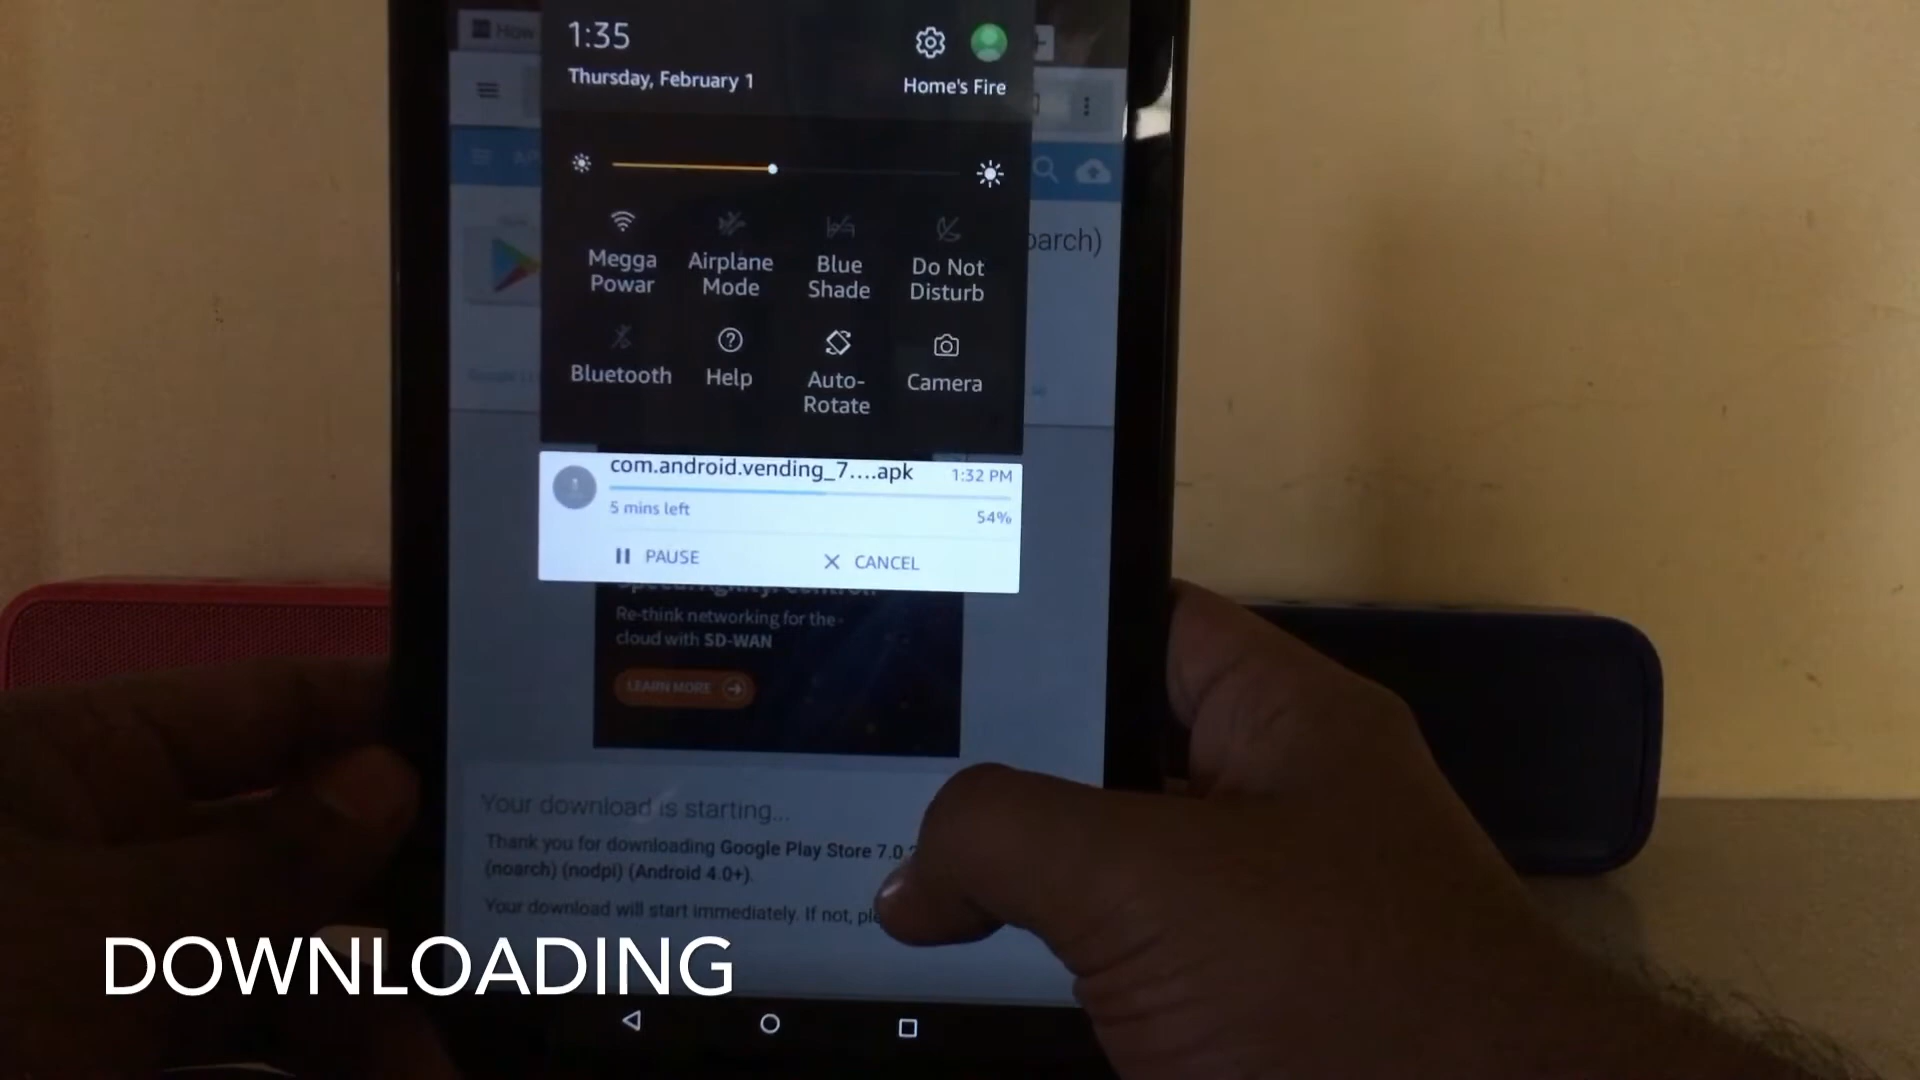 How
1:35
Thursday, February 1
Home's Fire
Megga
Powar
Airplane
Mode
Blue
Shade
Do Not
Disturb
Bluetooth
Help
Auto-
Rotate
Camera
com.android.vending_7....apk
1:32 PM
5 mins left
54%
PAUSE
CANCEL
Re-think networking for the
cloud with SD-WAN
LEARN MORE
Your download is starting...
Thank you for downloading Google Play Store 7.0
(noarch) (nodpi) (Android 4.0+).
Your download will start immediately. If not,
DOWNLOADING